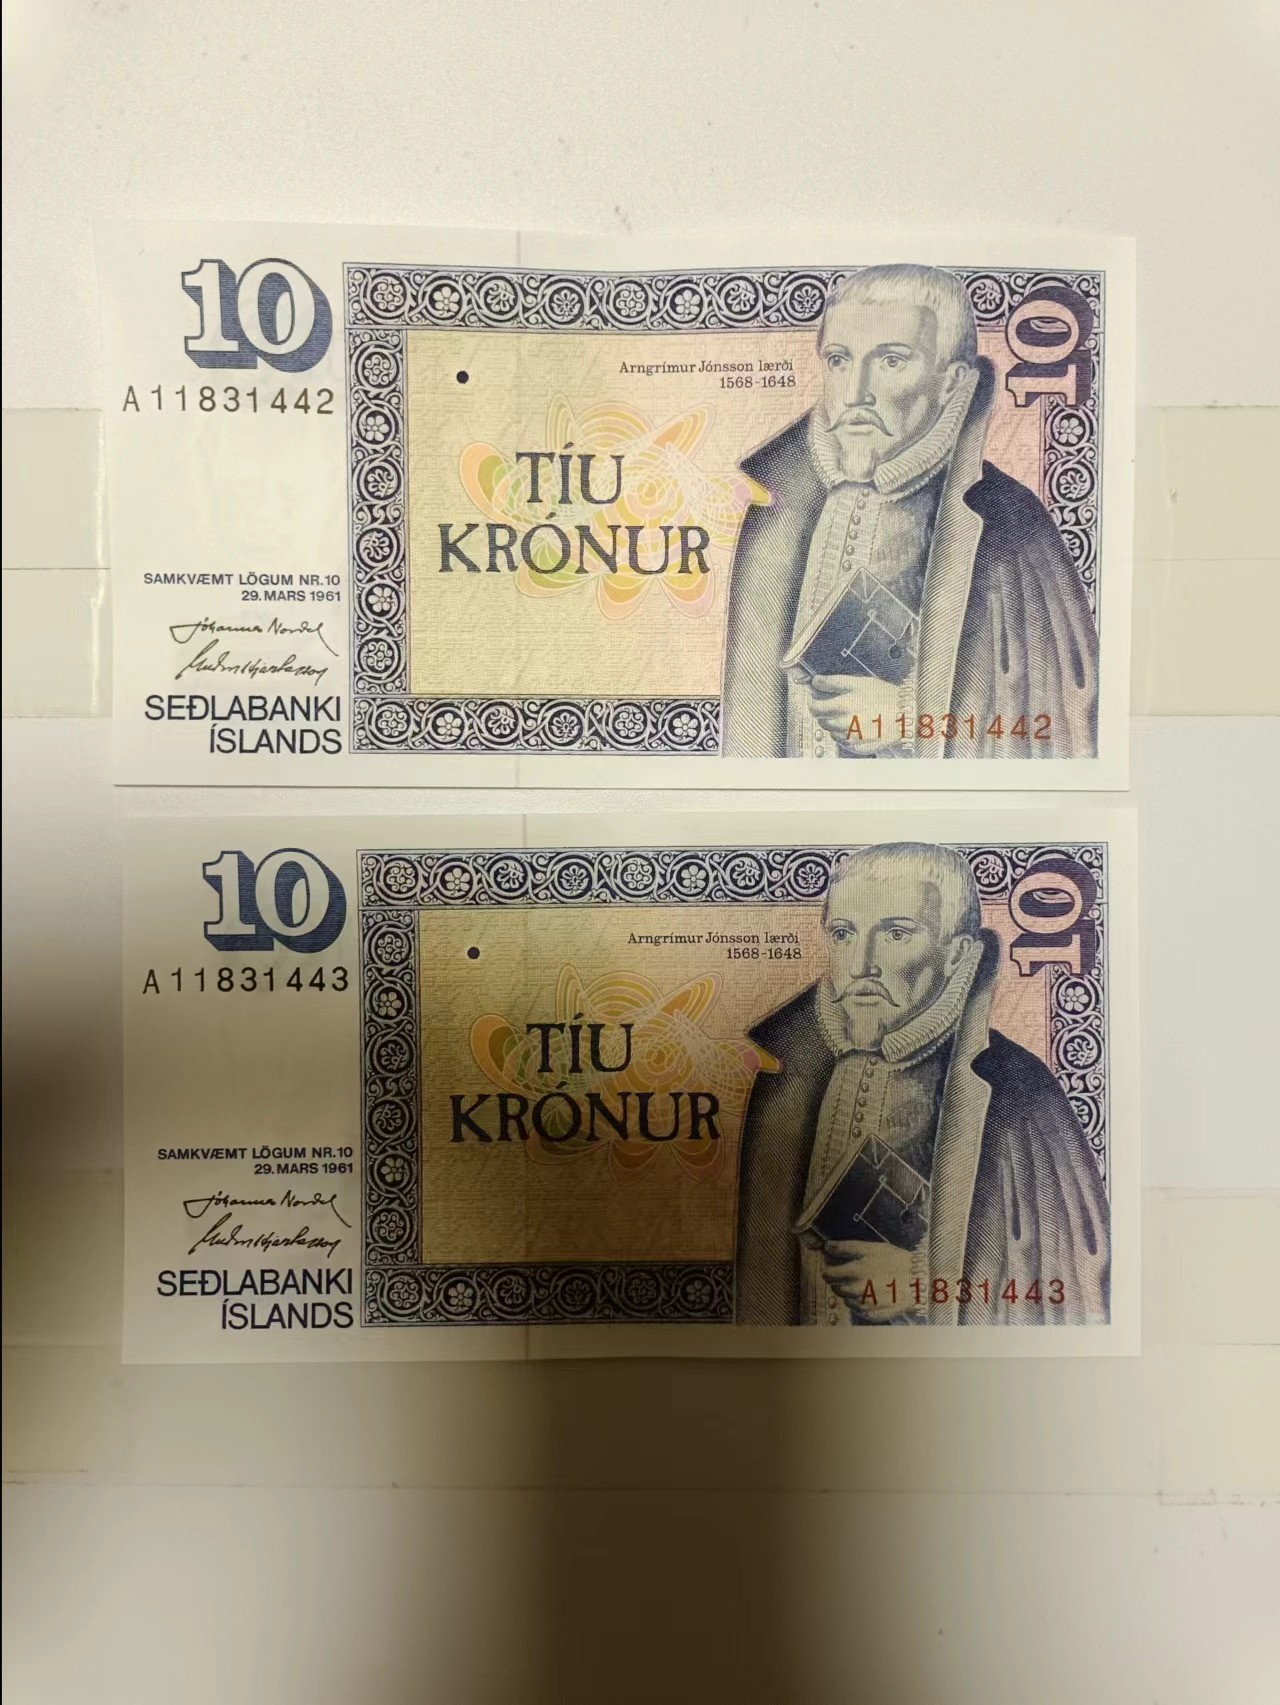 10
A11831442
Arngrímur Jónsson lærði
1568-1648
10
TÍU
KRÓNUR
SAMKVÆMT LÖGUM NR.10
29. MARS 1961
SEÐLABANKI
ÍSLANDS
A11831442
10
A11831443
Arngrímur Jónsson lærði
1568-1648
10
TÍU
KRÓNUR
SAMKVÆMT LÖGUM NR.10
29. MARS 1961
SEÐLABANKI
ÍSLANDS
A11831443